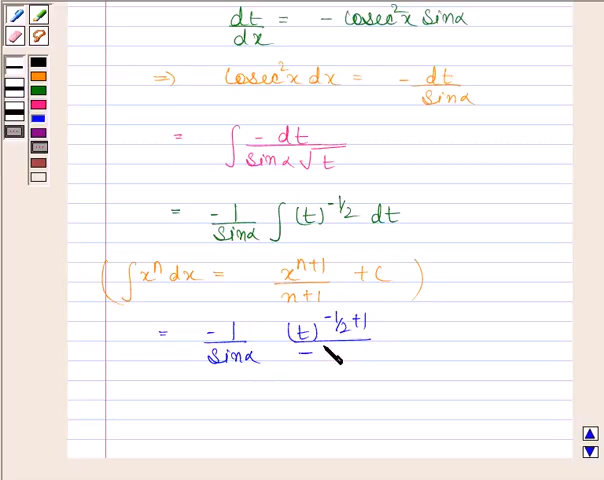 dt/dx = - cosec²x sinα
⇒ cosec²x dx = - dt/sinα
= ∫ -dt/(sinα √t)
= -1/sinα ∫ (t)^(-1/2) dt
( ∫ xⁿ dx = x^(n+1)/(n+1) + C )
= -1/sinα (t)^(-1/2+1)/-